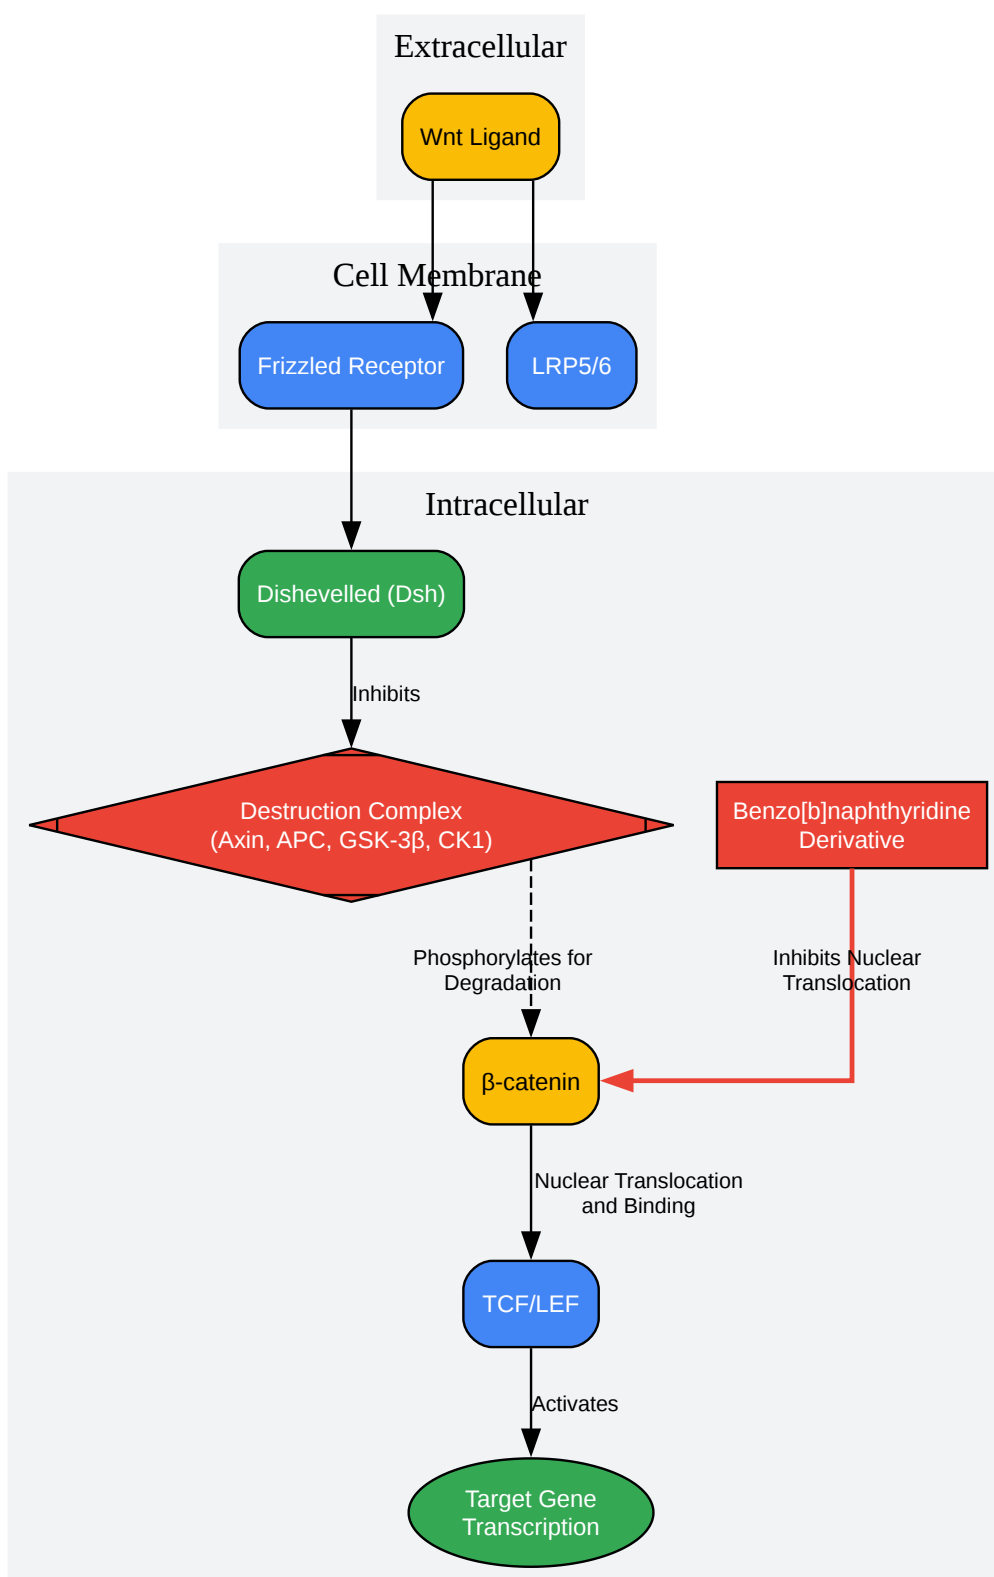 Extracellular
Wnt Ligand
Cell Membrane
Frizzled Receptor
LRP5/6
Intracellular
Dishevelled (Dsh)
Inhibits
Destruction Complex
(Axin, APC, GSK-3β, CK1)
Benzo[b]naphthyridine
Derivative
Phosphorylates for
Degradation
Inhibits Nuclear
Translocation
β-catenin
Nuclear Translocation
and Binding
TCF/LEF
Activates
Target Gene
Transcription